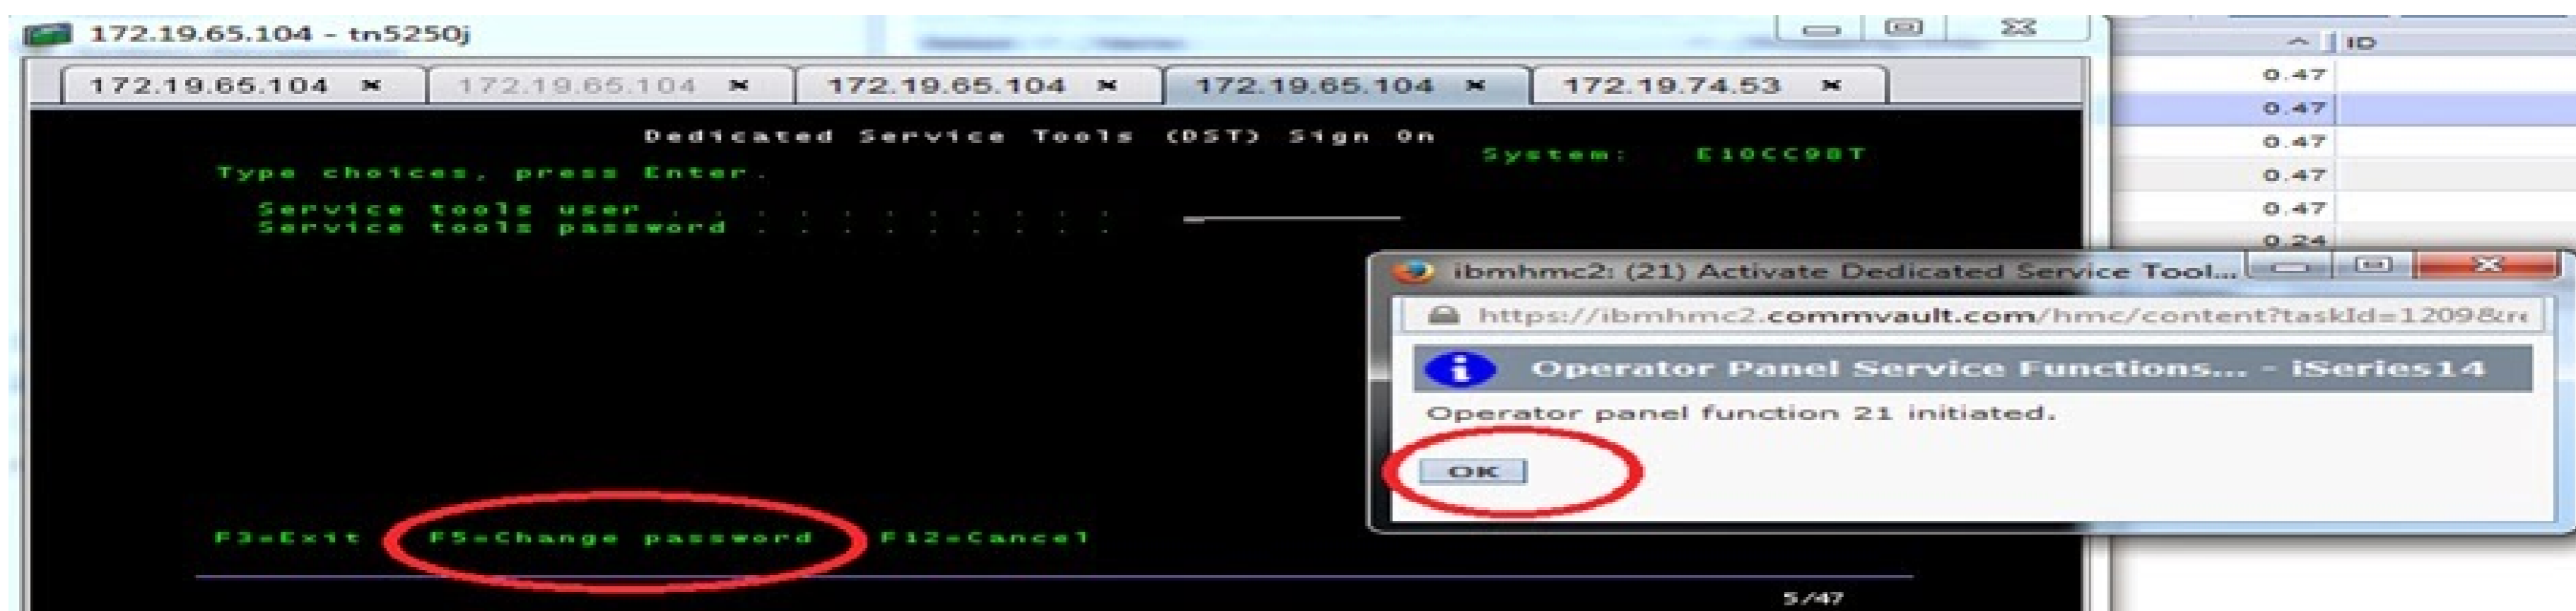 172.19.65.104 - tn5250j
172.19.65.104 172.19.65.104 172.19.65.104 172.19.65.104 172.19.74.53
Dedicated Service Tools (DST) Sign On
System: E10CC9BT
Type choices, press Enter.
Service tools user . . . . . . . . . . .
Service tools password . . . . . . . . .
F3=Exit F5=Change password F12=Cancel
5/47
ID
0.47
0.47
0.47
0.47
0.47
0.24
ibmhmc2: (21) Activate Dedicated Service Tool...
https://ibmhmc2.commvault.com/hmc/content?taskId=1209&re
Operator Panel Service Functions... - iSeries14
Operator panel function 21 initiated.
OK